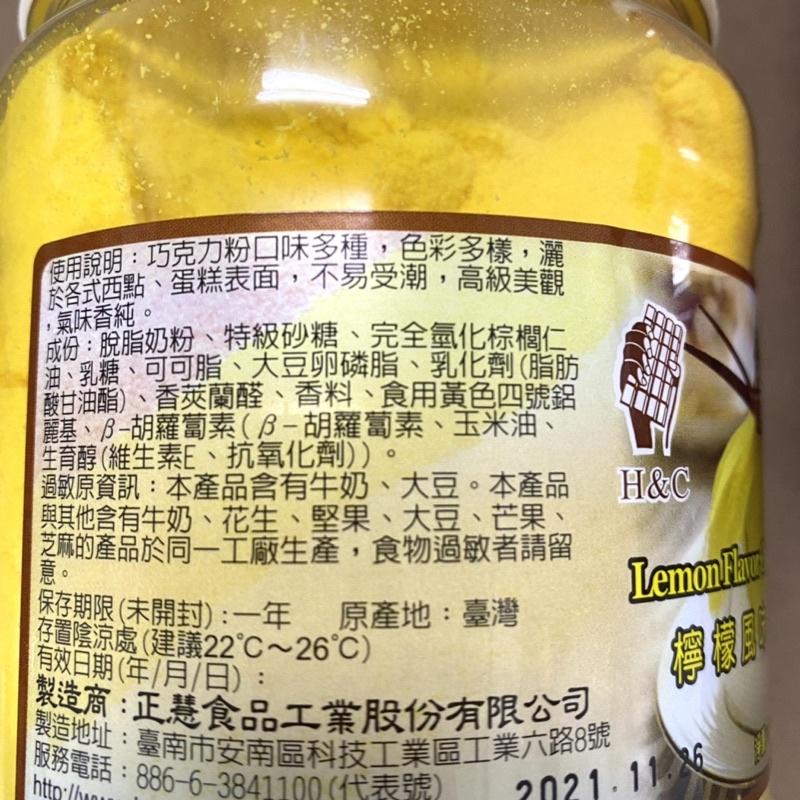 使用說明：巧克力粉口味多種，色彩多樣，灑
於各式西點、蛋糕表面，不易受潮，高級美觀
，氣味香純。
成份：脫脂奶粉、特級砂糖、完全氫化棕櫚仁
油、乳糖、可可脂、大豆卵磷脂、乳化劑(脂肪
酸甘油酯)、香莢蘭醛、香料、食用黃色四號鋁
麗基、β-胡蘿蔔素(β-胡蘿蔔素、玉米油、
生育醇(維生素E、抗氧化劑))。
過敏原資訊：本產品含有牛奶、大豆。本產品
與其他含有牛奶、花生、堅果、大豆、芒果、
芝麻的產品於同一工廠生產，食物過敏者請留
意。
保存期限(未開封)：一年 原產地：臺灣
存置陰涼處(建議22℃～26℃)
有效日期(年/月/日)：
製造商：正慧食品工業股份有限公司
製造地址：臺南市安南區科技工業區工業六路8號
服務電話：886-6-3841100(代表號)
2021.11.26
H&C
Lemon Flavor
檸檬風味